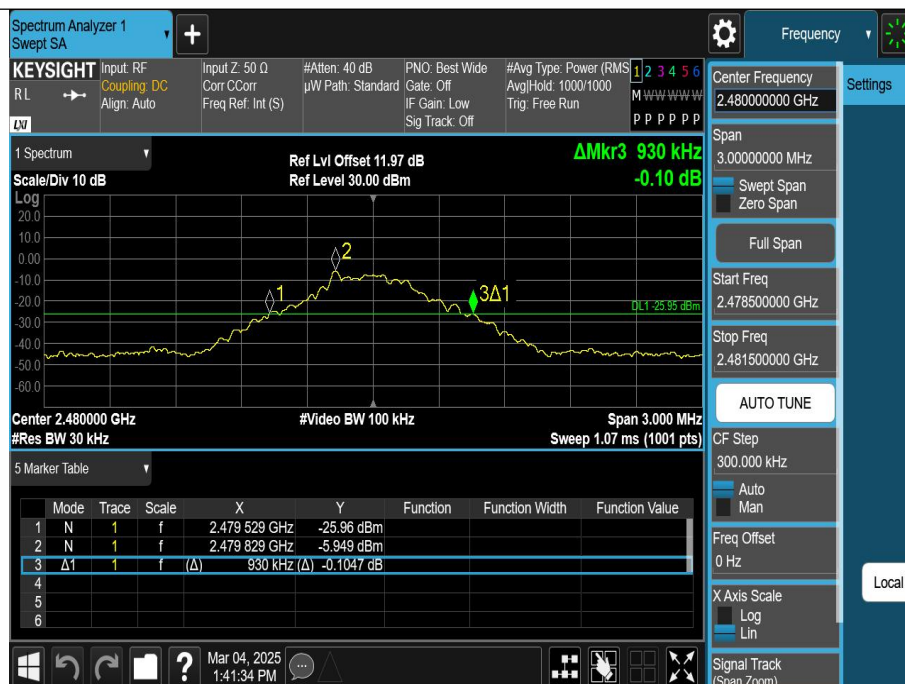 Spectrum Analyzer 1
Swept SA
+
Frequency
KEYSIGHT
RL
LXI
Input: RF
Coupling: DC
Align: Auto
Input Z: 50 Ω
Corr CCorr
Freq Ref: Int (S)
#Atten: 40 dB
µW Path: Standard
PNO: Best Wide
Gate: Off
IF Gain: Low
Sig Track: Off
#Avg Type: Power (RMS
Avg|Hold: 1000/1000
Trig: Free Run
1 2 3 4 5 6
M W W W W W
P P P P P P
1 Spectrum
Scale/Div 10 dB
Ref Lvl Offset 11.97 dB
Ref Level 30.00 dBm
ΔMkr3 930 kHz
-0.10 dB
Log
20.0
10.0
0.00
-10.0
-20.0
-30.0
-40.0
-50.0
-60.0
2
1
3Δ1
DL1 -25.95 dBm
Center 2.480000 GHz
#Video BW 100 kHz
Span 3.000 MHz
#Res BW 30 kHz
Sweep 1.07 ms (1001 pts)
5 Marker Table
Mode Trace Scale X Y Function Function Width Function Value
1 N 1 f 2.479 529 GHz -25.96 dBm
2 N 1 f 2.479 829 GHz -5.949 dBm
3 Δ1 1 f (Δ) 930 kHz (Δ) -0.1047 dB
4
5
6
?
Mar 04, 2025
1:41:34 PM
Settings
Center Frequency
2.480000000 GHz
Span
3.00000000 MHz
Swept Span
Zero Span
Full Span
Start Freq
2.478500000 GHz
Stop Freq
2.481500000 GHz
AUTO TUNE
CF Step
300.000 kHz
Auto
Man
Freq Offset
0 Hz
X Axis Scale
Log
Lin
Signal Track
(Span Zoom)
Local